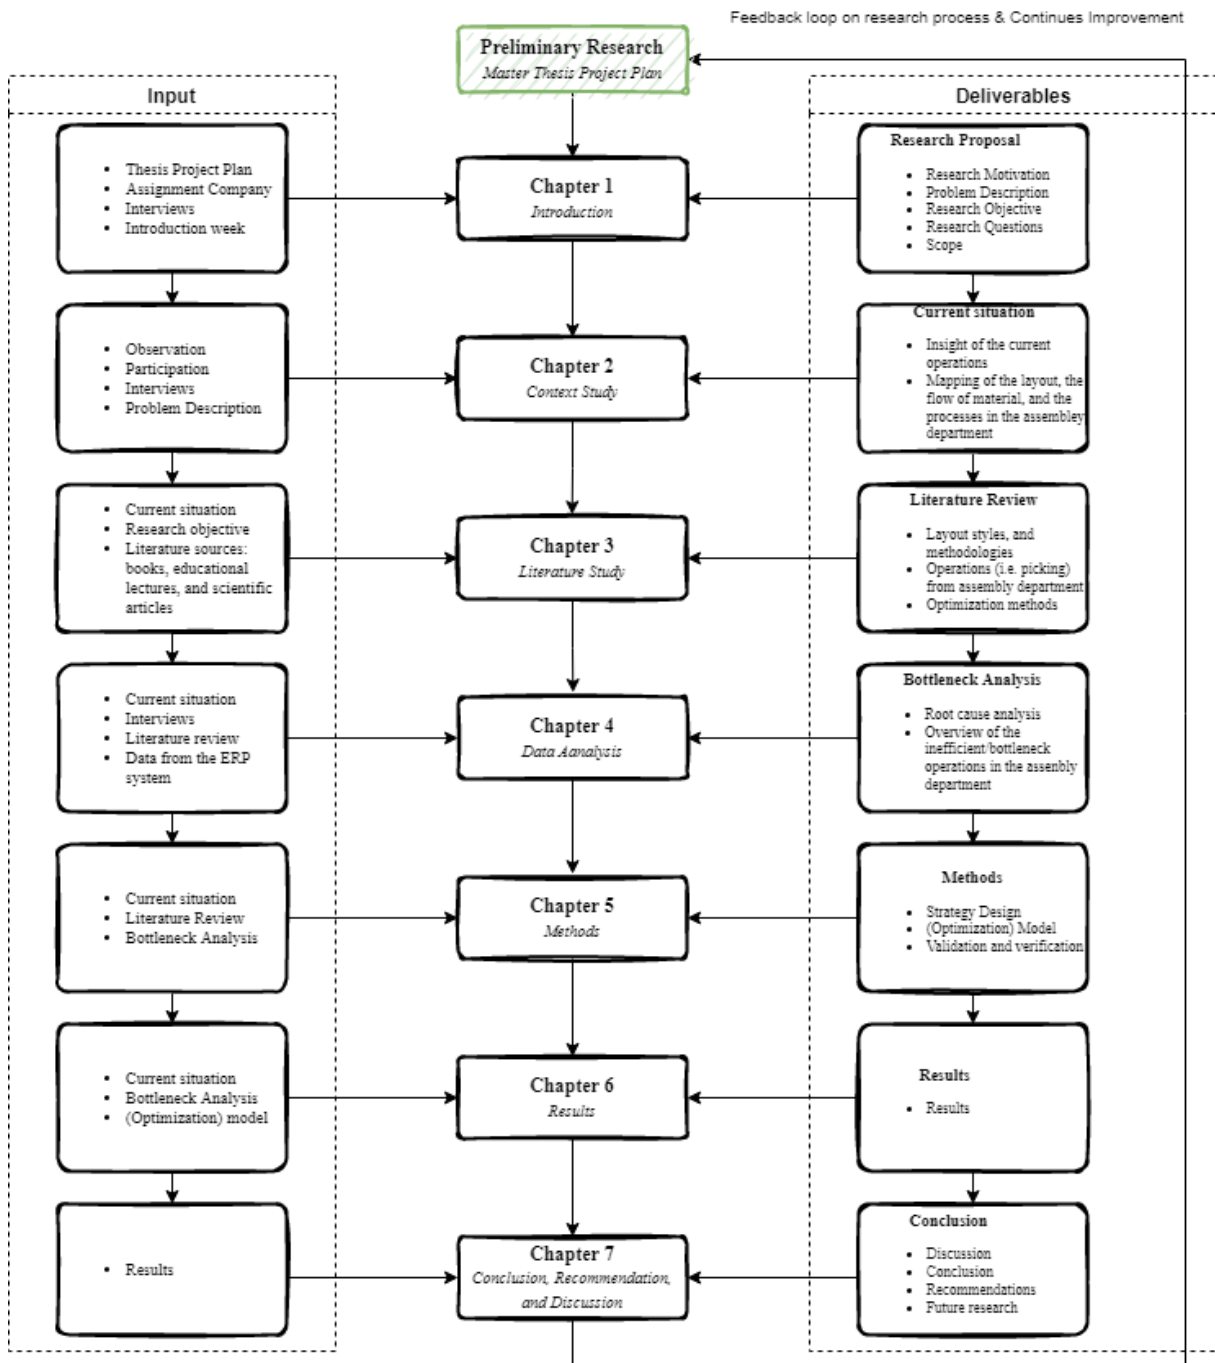 Feedback loop on research process & Continues Improvement
Preliminary Research
Master Thesis Project Plan
Input
Deliverables
• Thesis Project Plan
• Assignment Company
• Interviews
• Introduction week
Chapter 1
Introduction
Research Proposal
• Research Motivation
• Problem Description
• Research Objective
• Research Questions
• Scope
• Observation
• Participation
• Interviews
• Problem Description
Chapter 2
Context Study
Current situation
• Insight of the current
operations
• Mapping of the layout, the
flow of material, and the
processes in the assembley
department
• Current situation
• Research objective
• Literature sources:
books, educational
lectures, and scientific
articles
Chapter 3
Literature Study
Literature Review
• Layout styles, and
methodologies
• Operations (i.e. picking)
from assembly department
• Optimization methods
• Current situation
• Interviews
• Literature review
• Data from the ERP
system
Chapter 4
Data Aanalysis
Bottleneck Analysis
• Root cause analysis
• Overview of the
inefficient/bottleneck
operations in the assenbly
department
• Current situation
• Literature Review
• Bottleneck Analysis
Chapter 5
Methods
Methods
• Strategy Design
• (Optimization) Model
• Validation and verification
• Current situation
• Bottleneck Analysis
• (Optimization) model
Chapter 6
Results
Results
• Results
• Results
Chapter 7
Conclusion, Recommendation,
and Discussion
Conclusion
• Discussion
• Conclusion
• Recommendations
• Future research